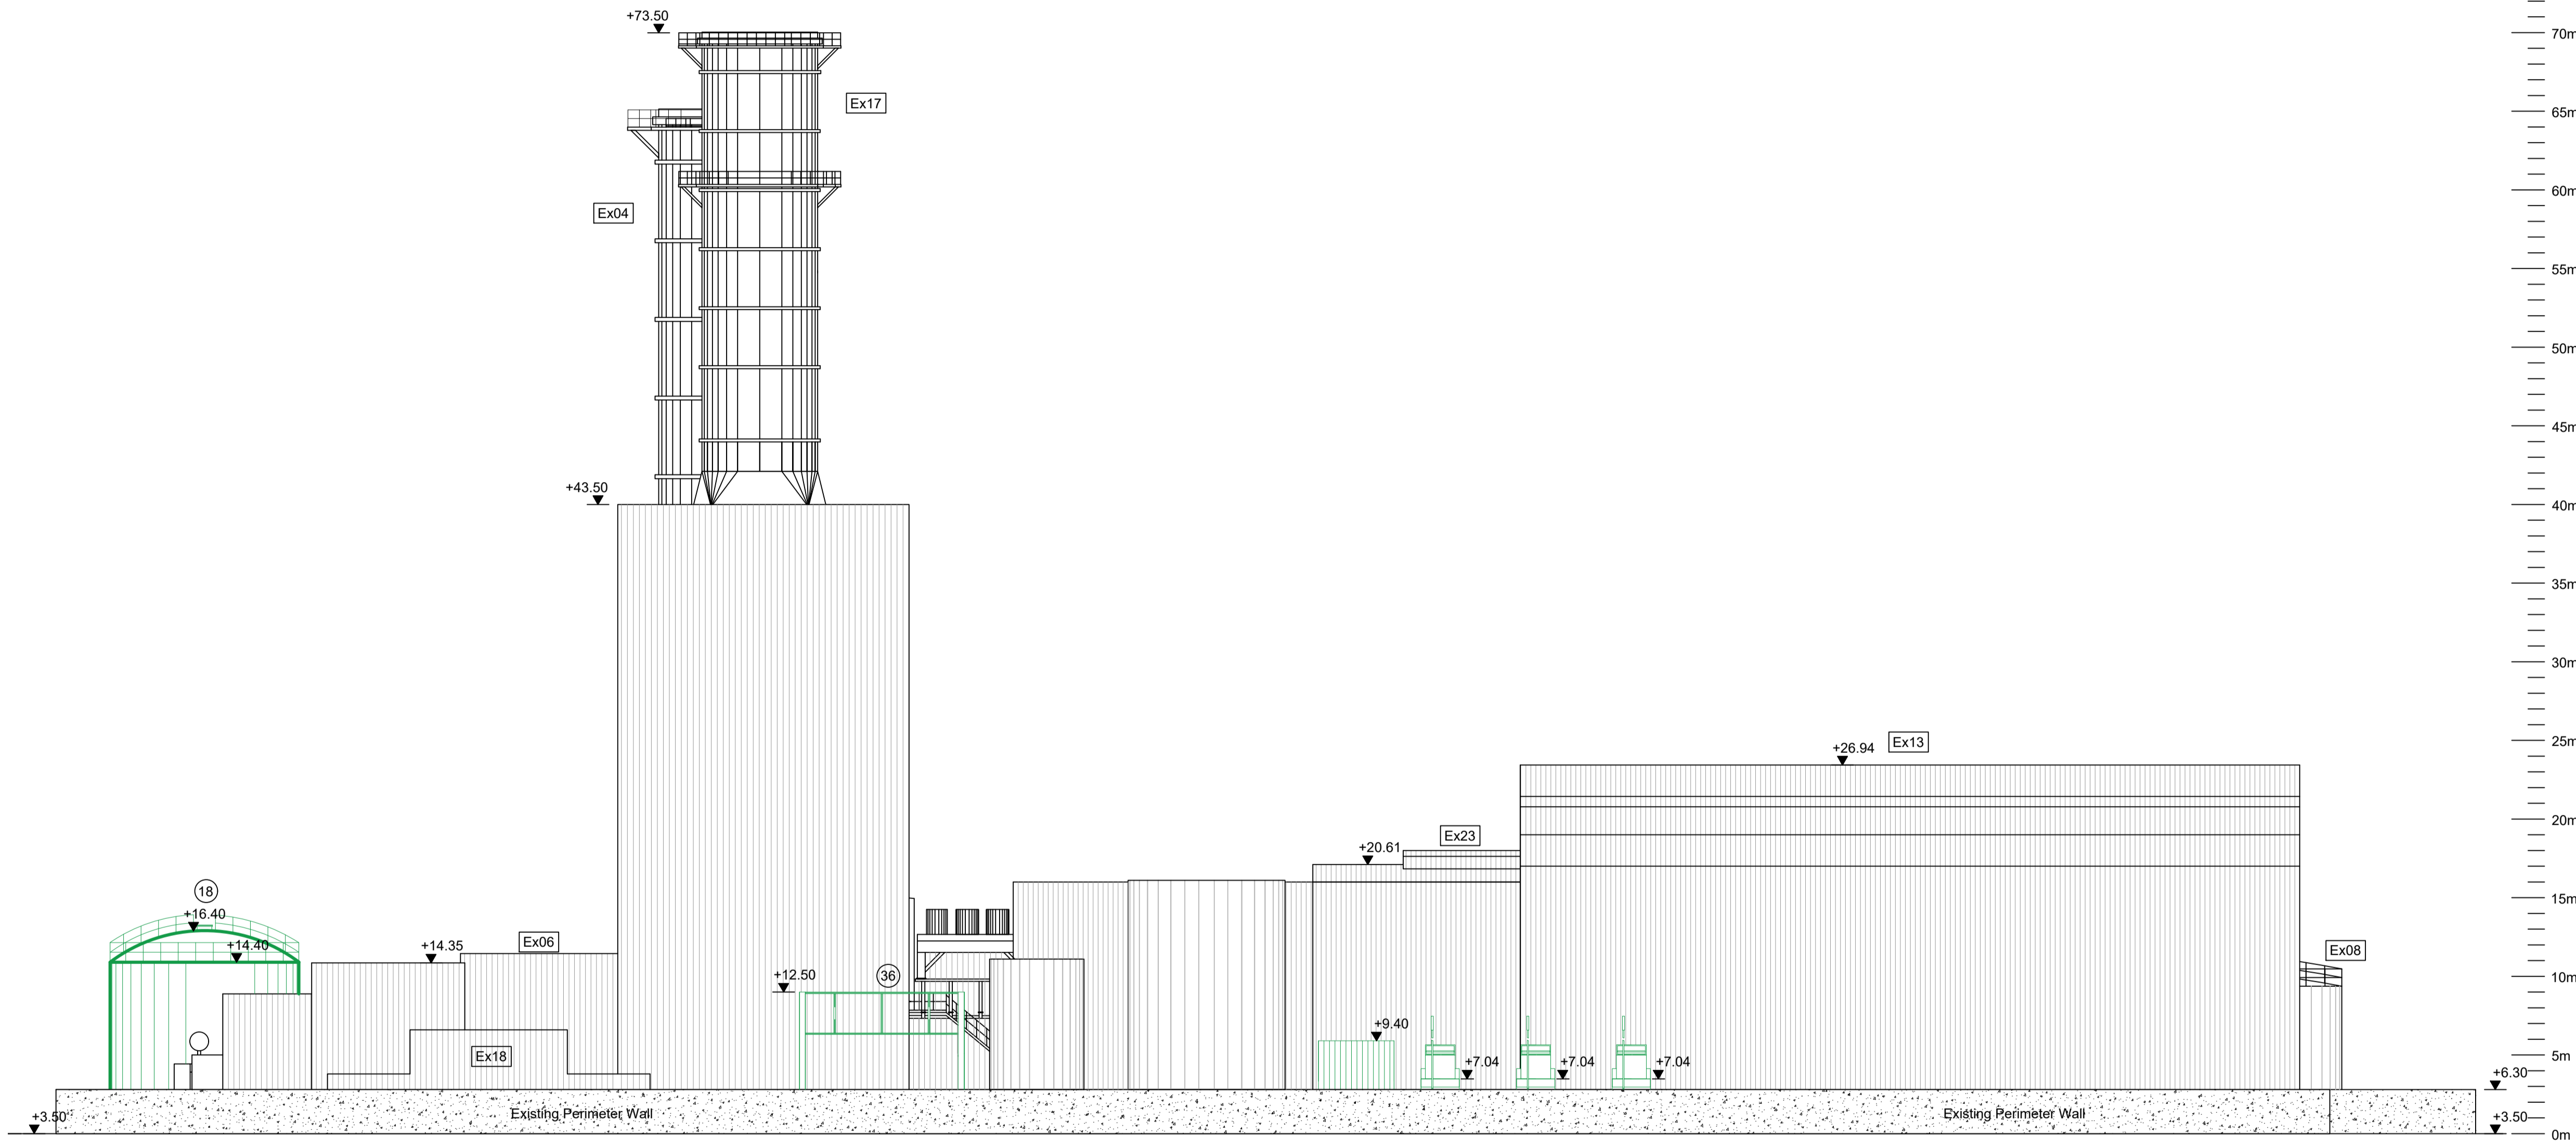 +73.50
70m
Ex17
65m
Ex04
60m
55m
50m
45m
+43.50
40m
35m
30m
25m
+26.94
Ex13
20m
+20.61
Ex23
18
+16.40
15m
+14.40
+14.35
Ex06
Ex08
+12.50
36
10m
+9.40
Ex18
+7.04
+7.04
+7.04
5m
+6.30
+3.50
Existing Perimeter Wall
Existing Perimeter Wall
+3.50
0m